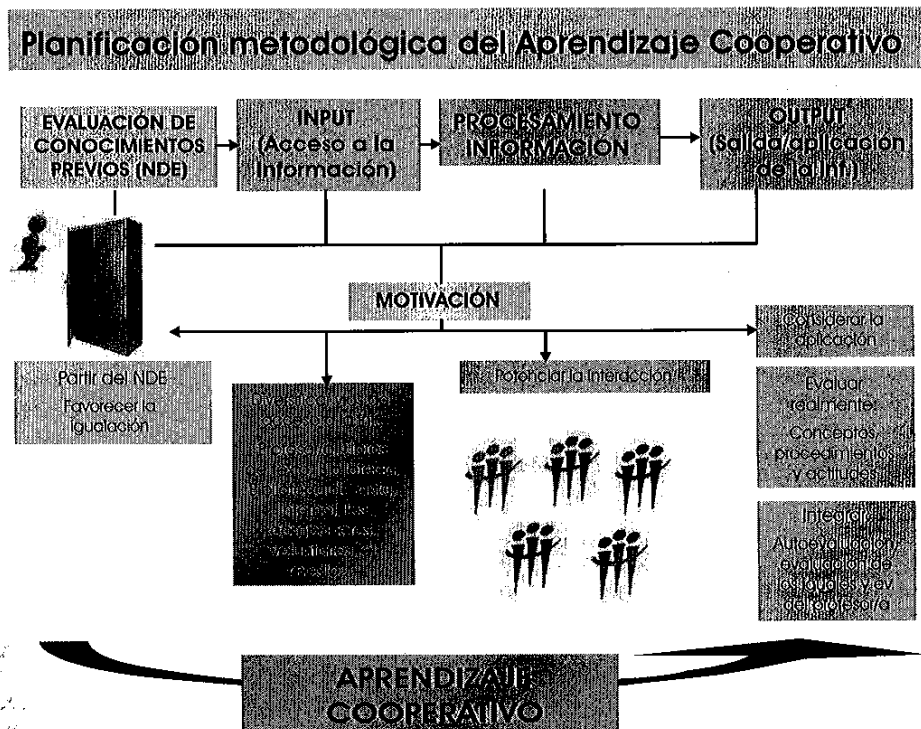 Planificación metodológica del Aprendizaje Cooperativo
EVALUACIÓN DE
CONOCIMIENTOS
PREVIOS (NDE)
INPUT
(Acceso a la
Información)
PROCESAMIENTO
INFORMACIÓN
OUTPUT
(Salida/aplicación
de la Inf.)
MOTIVACIÓN
Partir del NDE
Favorecer la
Igualación
Potenciar la Interacción
Considerar la
aplicación
Evaluar
realmente:
Conceptos
procedimientos
y actitudes
Integrar
Autoevaluación,
evaluación de
los iguales y ev.
del profesor/a
APRENDIZAJE
COOPERATIVO